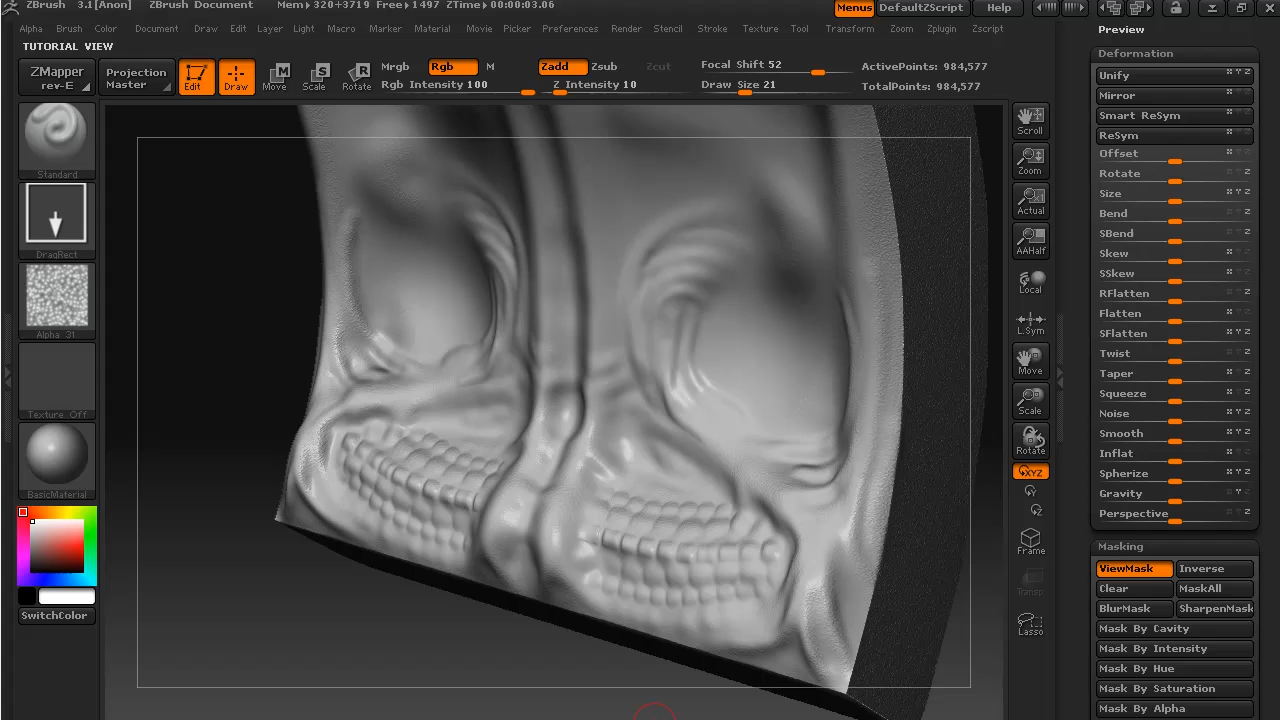 ZBrush 3.1[Anon] ZBrush Document Mem▶320+3719 Free▶1497 ZTime▶00:00:03.06 Menus DefaultZScript Help
Alpha Brush Color Document Draw Edit Layer Light Macro Marker Material Movie Picker Preferences Render Stencil Stroke Texture Tool Transform Zoom Zplugin Zscript
TUTORIAL VIEW
ZMapper
rev-E
Projection
Master
Edit
Draw
Move
Scale
Rotate
Mrgb Rgb M
Rgb Intensity 100
Zadd Zsub Zcut
Z Intensity 10
Focal Shift 52
Draw Size 21
ActivePoints: 984,577
TotalPoints: 984,577
Standard
DragRect
Alpha 31
Texture Off
BasicMaterial
SwitchColor
Scroll
Zoom
Actual
AAHalf
Local
L.Sym
Move
Scale
Rotate
XYZ
Y
Z
Frame
Transp
Lasso
Preview
Deformation
Unify
Mirror
Smart ReSym
ReSym
Offset
Rotate
Size
Bend
SBend
Skew
SSkew
RFlatten
Flatten
SFlatten
Twist
Taper
Squeeze
Noise
Smooth
Inflat
Spherize
Gravity
Perspective
Masking
ViewMask Inverse
Clear MaskAll
BlurMask SharpenMask
Mask By Cavity
Mask By Intensity
Mask By Hue
Mask By Saturation
Mask By Alpha